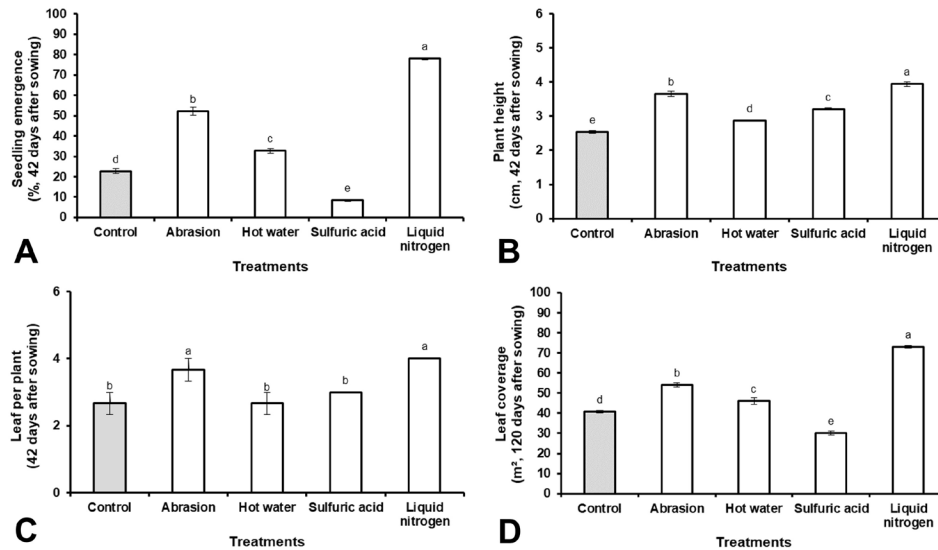 Seedling emergence
(%, 42 days after sowing)
100
90
80
70
60
50
40
30
20
10
0
d
b
c
e
a
Control
Abrasion
Hot water
Sulfuric acid
Liquid
nitrogen
Treatments
A
Plant height
(cm, 42 days after sowing)
6
5
4
3
2
1
0
e
b
d
c
a
Control
Abrasion
Hot water
Sulfuric acid
Liquid
nitrogen
Treatments
B
Leaf per plant
(42 days after sowing)
6
4
2
0
b
a
b
b
a
Control
Abrasion
Hot water
Sulfuric acid
Liquid
nitrogen
Treatments
C
Leaf coverage
(m², 120 days after sowing)
100
90
80
70
60
50
40
30
20
10
0
d
b
c
e
a
Control
Abrasion
Hot water
Sulfuric acid
Liquid
nitrogen
Treatments
D